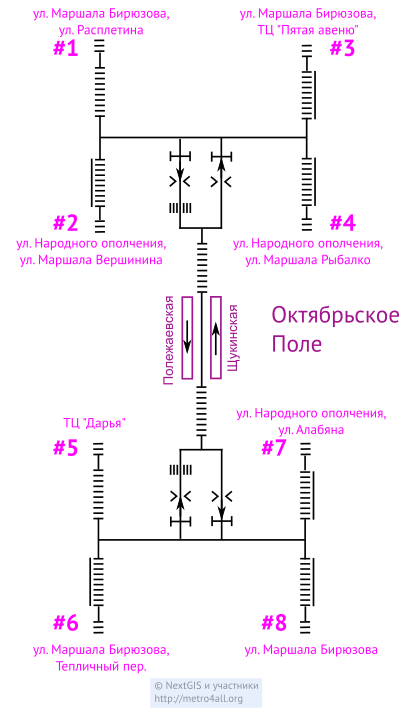 ул. Маршала Бирюзова,
ул. Расплетина
#1
ул. Маршала Бирюзова,
ТЦ "Пятая авеню"
#3
#2
ул. Народного ополчения,
ул. Маршала Вершинина
#4
ул. Народного ополчения,
ул. Маршала Рыбалко
Полежаевская
Щукинская
Октябрьское
Поле
ТЦ "Дарья"
#5
ул. Народного ополчения,
ул. Алабяна
#7
#6
ул. Маршала Бирюзова,
Тепличный пер.
#8
ул. Маршала Бирюзова
© NextGIS и участники
http://metro4all.org